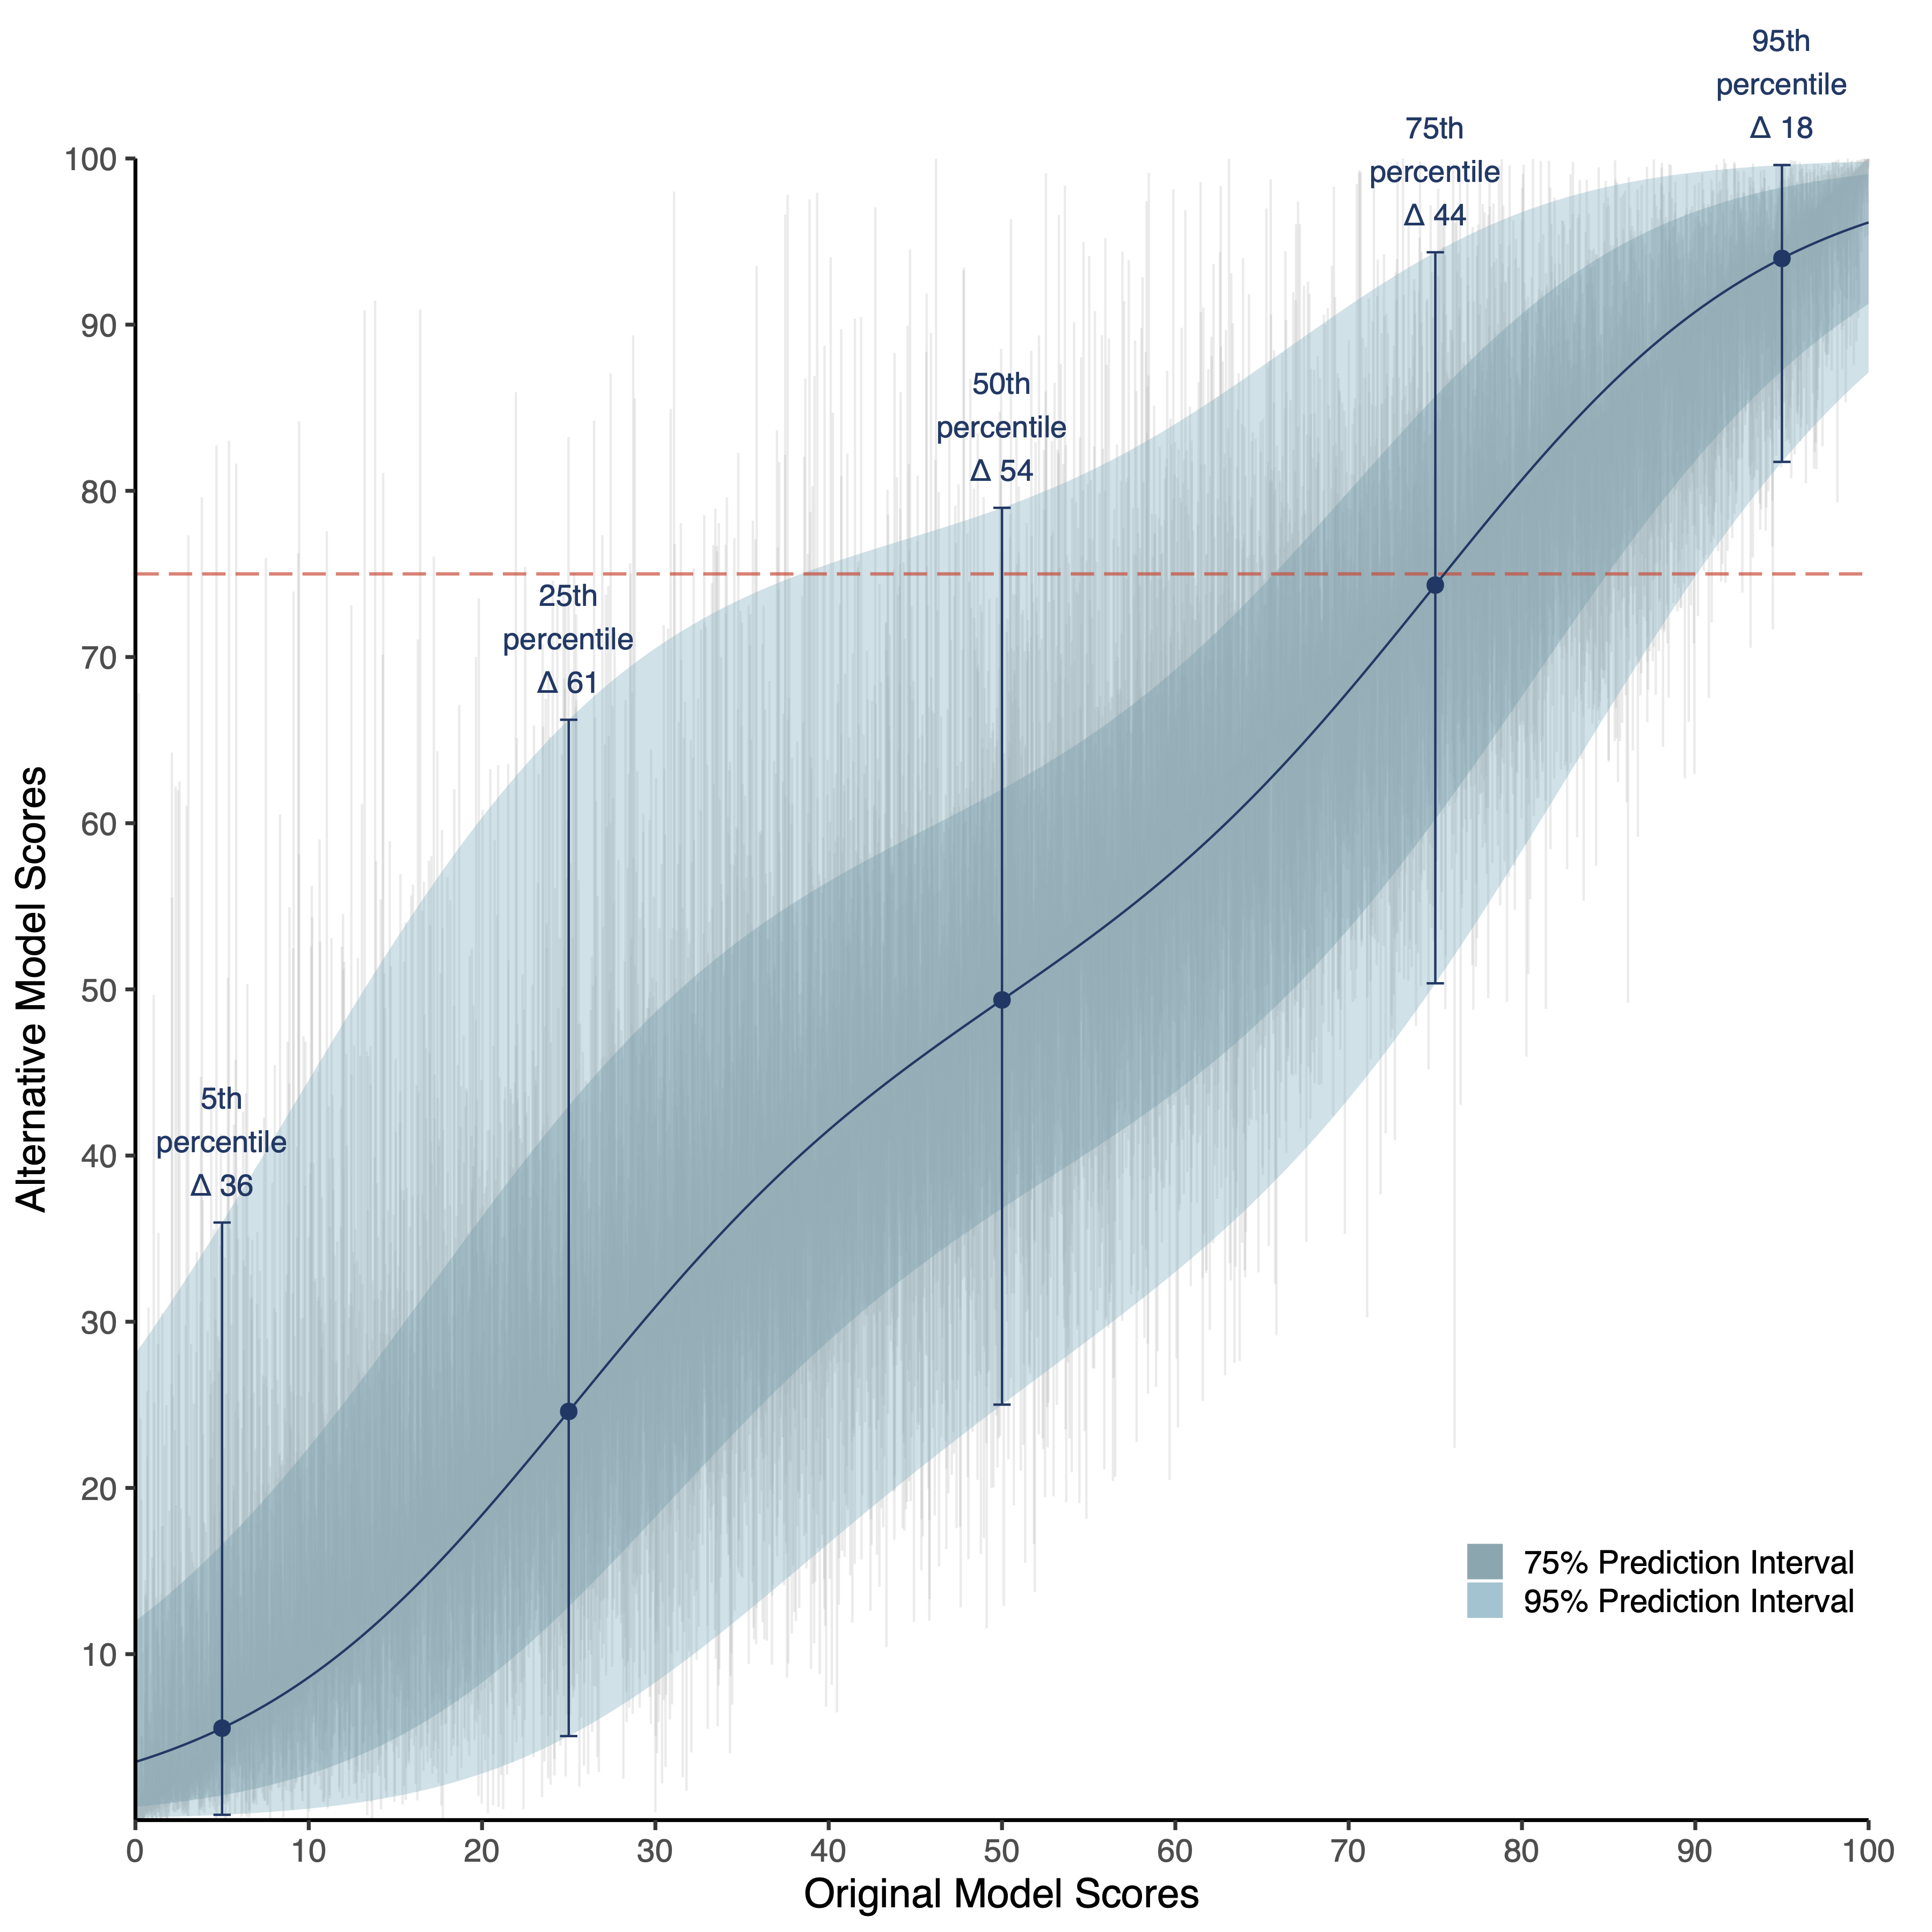 95th
percentile
Δ 18
75th
percentile
Δ 44
50th
percentile
Δ 54
25th
percentile
Δ 61
5th
percentile
Δ 36
100
90
80
70
60
50
40
30
20
10
Alternative Model Scores
75% Prediction Interval
95% Prediction Interval
0 10 20 30 40 50 60 70 80 90 100
Original Model Scores